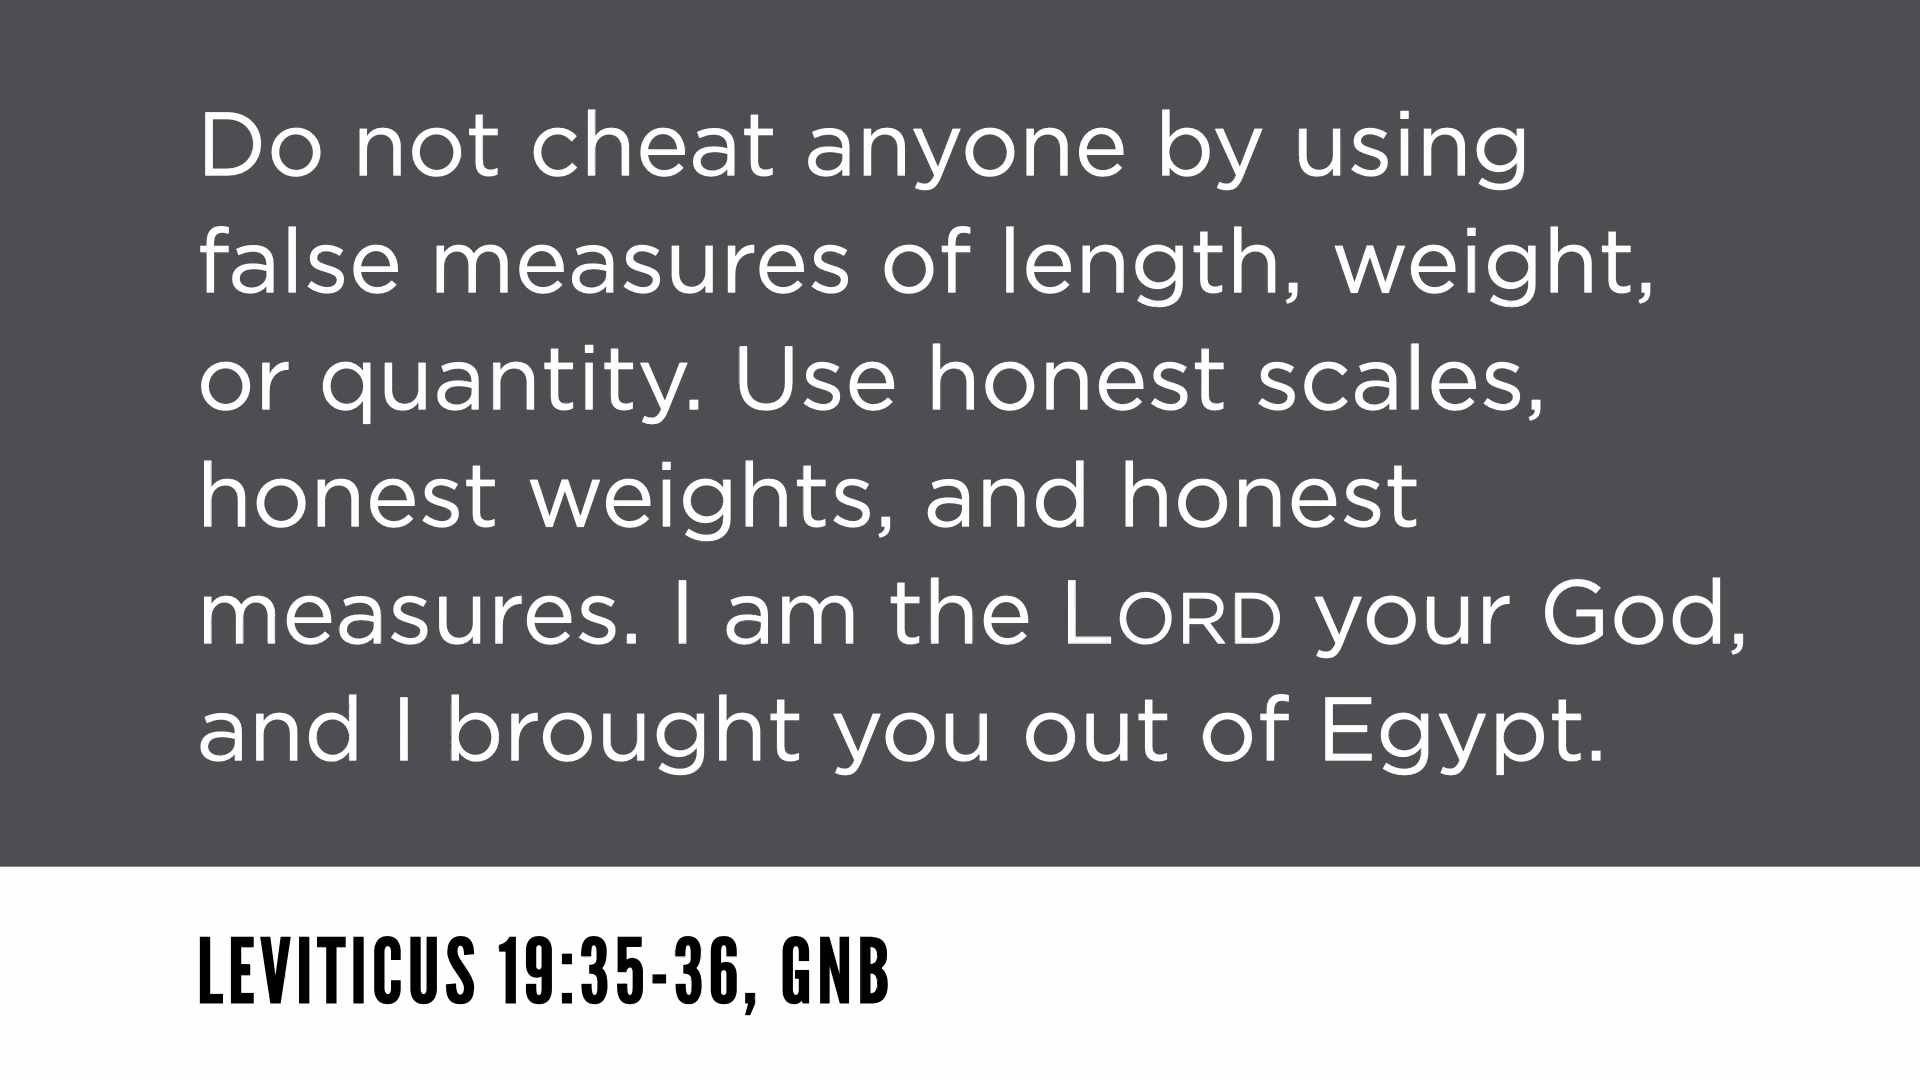 Do not cheat anyone by using
false measures of length, weight,
or quantity. Use honest scales,
honest weights, and honest
measures. I am the LORD your God,
and I brought you out of Egypt.
LEVITICUS 19:35-36, GNB